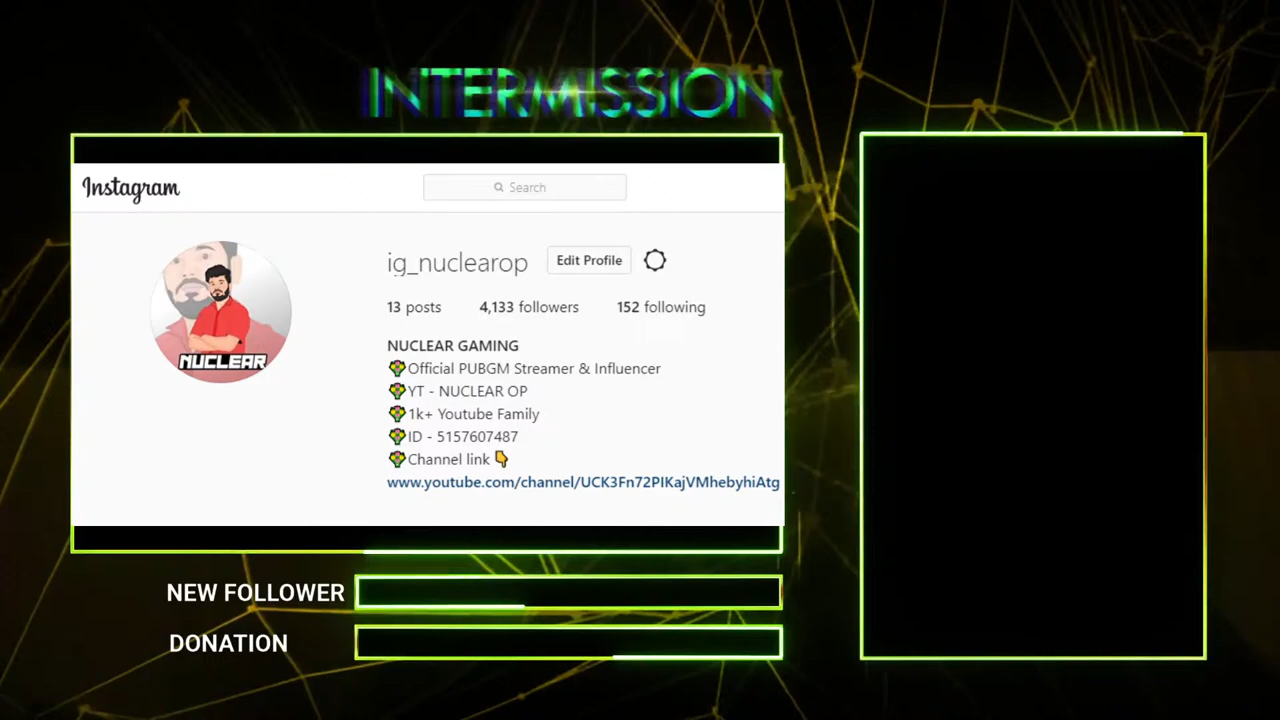 INTERMISSION
Instagram
Search
ig_nuclearop Edit Profile
13 posts 4,133 followers 152 following
NUCLEAR
NUCLEAR GAMING
Official PUBGM Streamer & Influencer
YT - NUCLEAR OP
1k+ Youtube Family
ID - 5157607487
Channel link
www.youtube.com/channel/UCK3Fn72PIKajVMhebyhiAtg
NEW FOLLOWER
DONATION